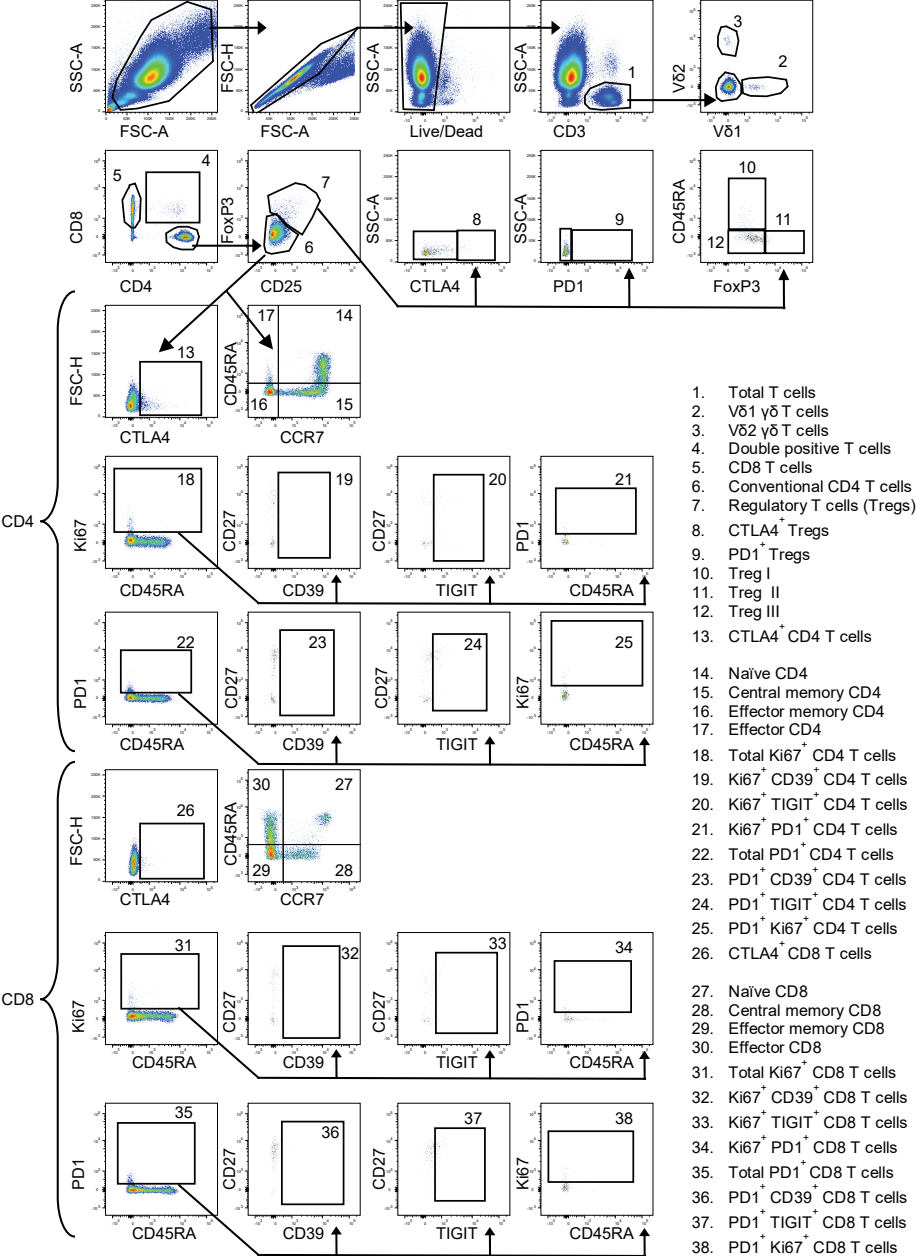 SSC-A
FSC-A
FSC-H
FSC-A
SSC-A
Live/Dead
SSC-A
1
CD3
Vδ2
3
2
Vδ1
CD8
5
4
CD4
FoxP3
7
6
CD25
SSC-A
8
CTLA4
SSC-A
9
PD1
CD45RA
10
11
12
FoxP3
CD4
FSC-H
13
CTLA4
CD45RA
17
14
16
15
CCR7
Ki67
18
CD45RA
CD27
19
CD39
CD27
20
TIGIT
PD1
21
CD45RA
PD1
22
CD45RA
CD27
23
CD39
CD27
24
TIGIT
Ki67
25
CD45RA
CD8
FSC-H
26
CTLA4
CD45RA
30
27
29
28
CCR7
Ki67
31
CD45RA
CD27
32
CD39
CD27
33
TIGIT
PD1
34
CD45RA
PD1
35
CD45RA
CD27
36
CD39
CD27
37
TIGIT
Ki67
38
CD45RA
1. Total T cells
2. Vδ1 γδ T cells
3. Vδ2 γδ T cells
4. Double positive T cells
5. CD8 T cells
6. Conventional CD4 T cells
7. Regulatory T cells (Tregs)
8. CTLA4+ Tregs
9. PD1+ Tregs
10. Treg I
11. Treg II
12. Treg III
13. CTLA4+ CD4 T cells
14. Naïve CD4
15. Central memory CD4
16. Effector memory CD4
17. Effector CD4
18. Total Ki67+ CD4 T cells
19. Ki67+ CD39+ CD4 T cells
20. Ki67+ TIGIT+ CD4 T cells
21. Ki67+ PD1+ CD4 T cells
22. Total PD1+ CD4 T cells
23. PD1+ CD39+ CD4 T cells
24. PD1+ TIGIT+ CD4 T cells
25. PD1+ Ki67+ CD4 T cells
26. CTLA4+ CD8 T cells
27. Naïve CD8
28. Central memory CD8
29. Effector memory CD8
30. Effector CD8
31. Total Ki67+ CD8 T cells
32. Ki67+ CD39+ CD8 T cells
33. Ki67+ TIGIT+ CD8 T cells
34. Ki67+ PD1+ CD8 T cells
35. Total PD1+ CD8 T cells
36. PD1+ CD39+ CD8 T cells
37. PD1+ TIGIT+ CD8 T cells
38. PD1+ Ki67+ CD8 T cells